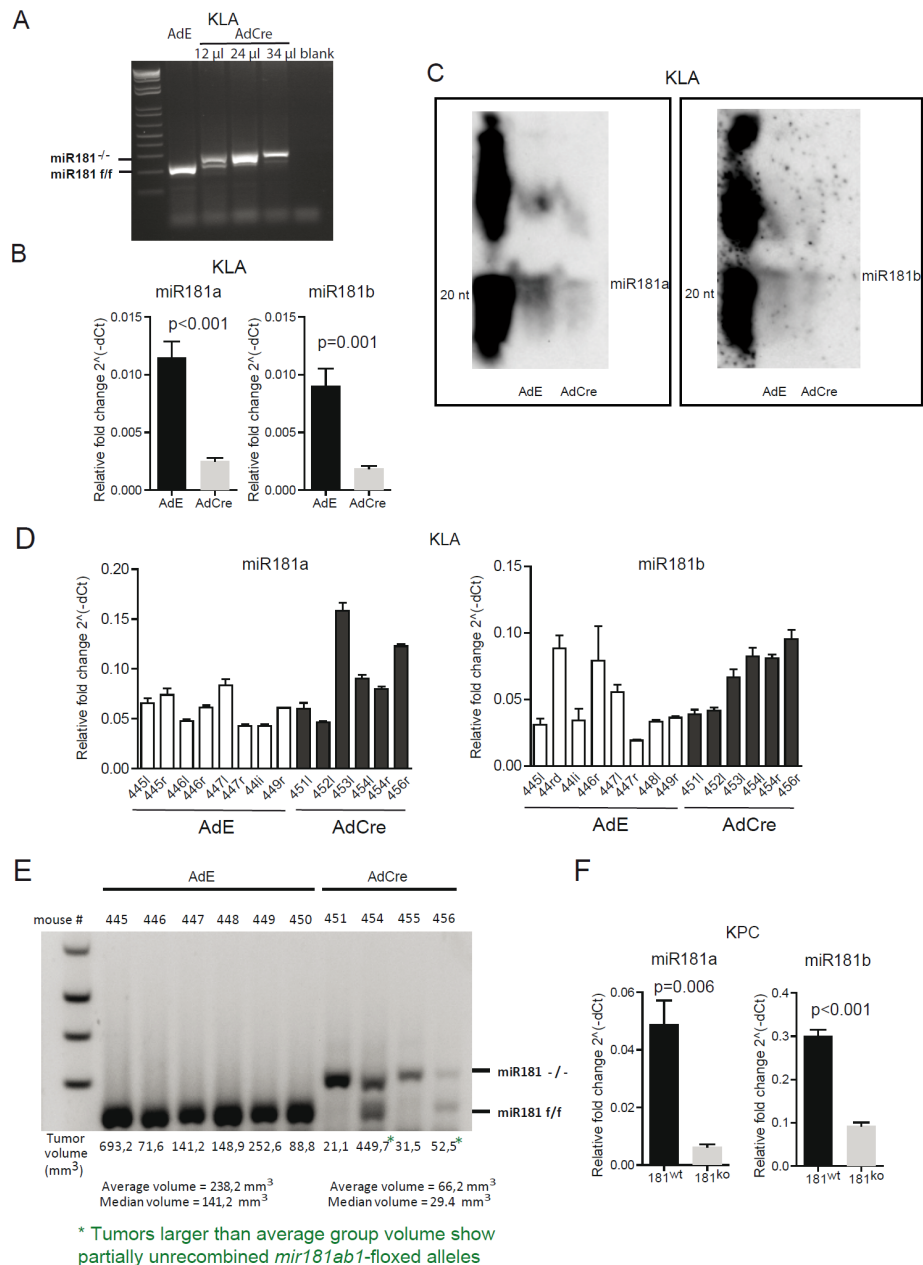 A
KLA
AdE
AdCre
12 µl 24 µl 34 µl blank
miR181 -/-
miR181 f/f
B
KLA
miR181a
miR181b
Relative fold change 2^(-dCt)
0.015
0.010
0.005
0.000
p<0.001
AdE
AdCre
Relative fold change 2^(-dCt)
0.015
0.010
0.005
0.000
p=0.001
AdE
AdCre
C
KLA
20 nt
miR181a
AdE AdCre
20 nt
miR181b
AdE AdCre
D
KLA
miR181a
Relative fold change 2^(-dCt)
0.20
0.15
0.10
0.05
0.00
445l 445r 446l 446r 447l 447r 44li 449r 451l 452l 453l 454l 454r 456r
AdE AdCre
miR181b
Relative fold change 2^(-dCt)
0.15
0.10
0.05
0.00
445l 44rd 44li 446r 447l 447r 448l 449r 451l 452l 453l 454l 454r 456r
AdE AdCre
E
AdE AdCre
mouse # 445 446 447 448 449 450 451 454 455 456
miR181 -/-
miR181 f/f
Tumor volume (mm3) 693,2 71,6 141,2 148,9 252,6 88,8 21,1 449,7* 31,5 52,5*
Average volume = 238,2 mm3
Median volume = 141,2 mm3
Average volume = 66,2 mm3
Median volume = 29.4 mm3
* Tumors larger than average group volume show
partially unrecombined mir181ab1-floxed alleles
F
KPC
miR181a
Relative fold change 2^(-dCt)
0.06
0.04
0.02
0.00
p=0.006
181wt 181ko
miR181b
Relative fold change 2^(-dCt)
0.4
0.3
0.2
0.1
0.0
p<0.001
181wt 181ko